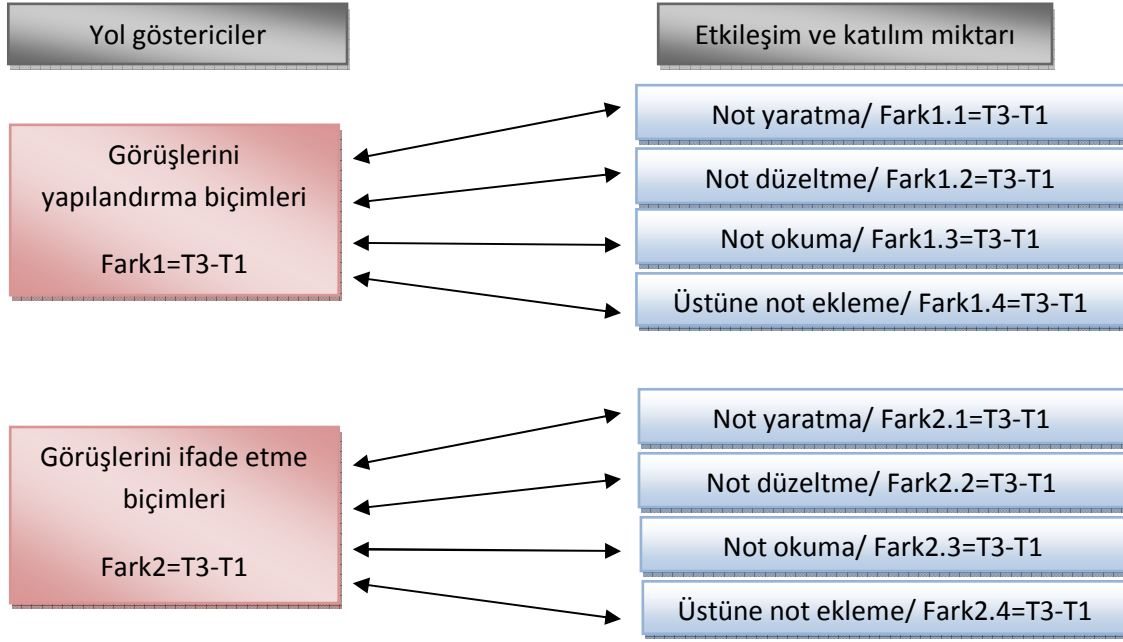 Yol göstericiler
Etkileşim ve katılım miktarı
Görüşlerini
yapılandırma biçimleri
Fark1=T3-T1
Not yaratma/ Fark1.1=T3-T1
Not düzeltme/ Fark1.2=T3-T1
Not okuma/ Fark1.3=T3-T1
Üstüne not ekleme/ Fark1.4=T3-T1
Görüşlerini ifade etme
biçimleri
Fark2=T3-T1
Not yaratma/ Fark2.1=T3-T1
Not düzeltme/ Fark2.2=T3-T1
Not okuma/ Fark2.3=T3-T1
Üstüne not ekleme/ Fark2.4=T3-T1